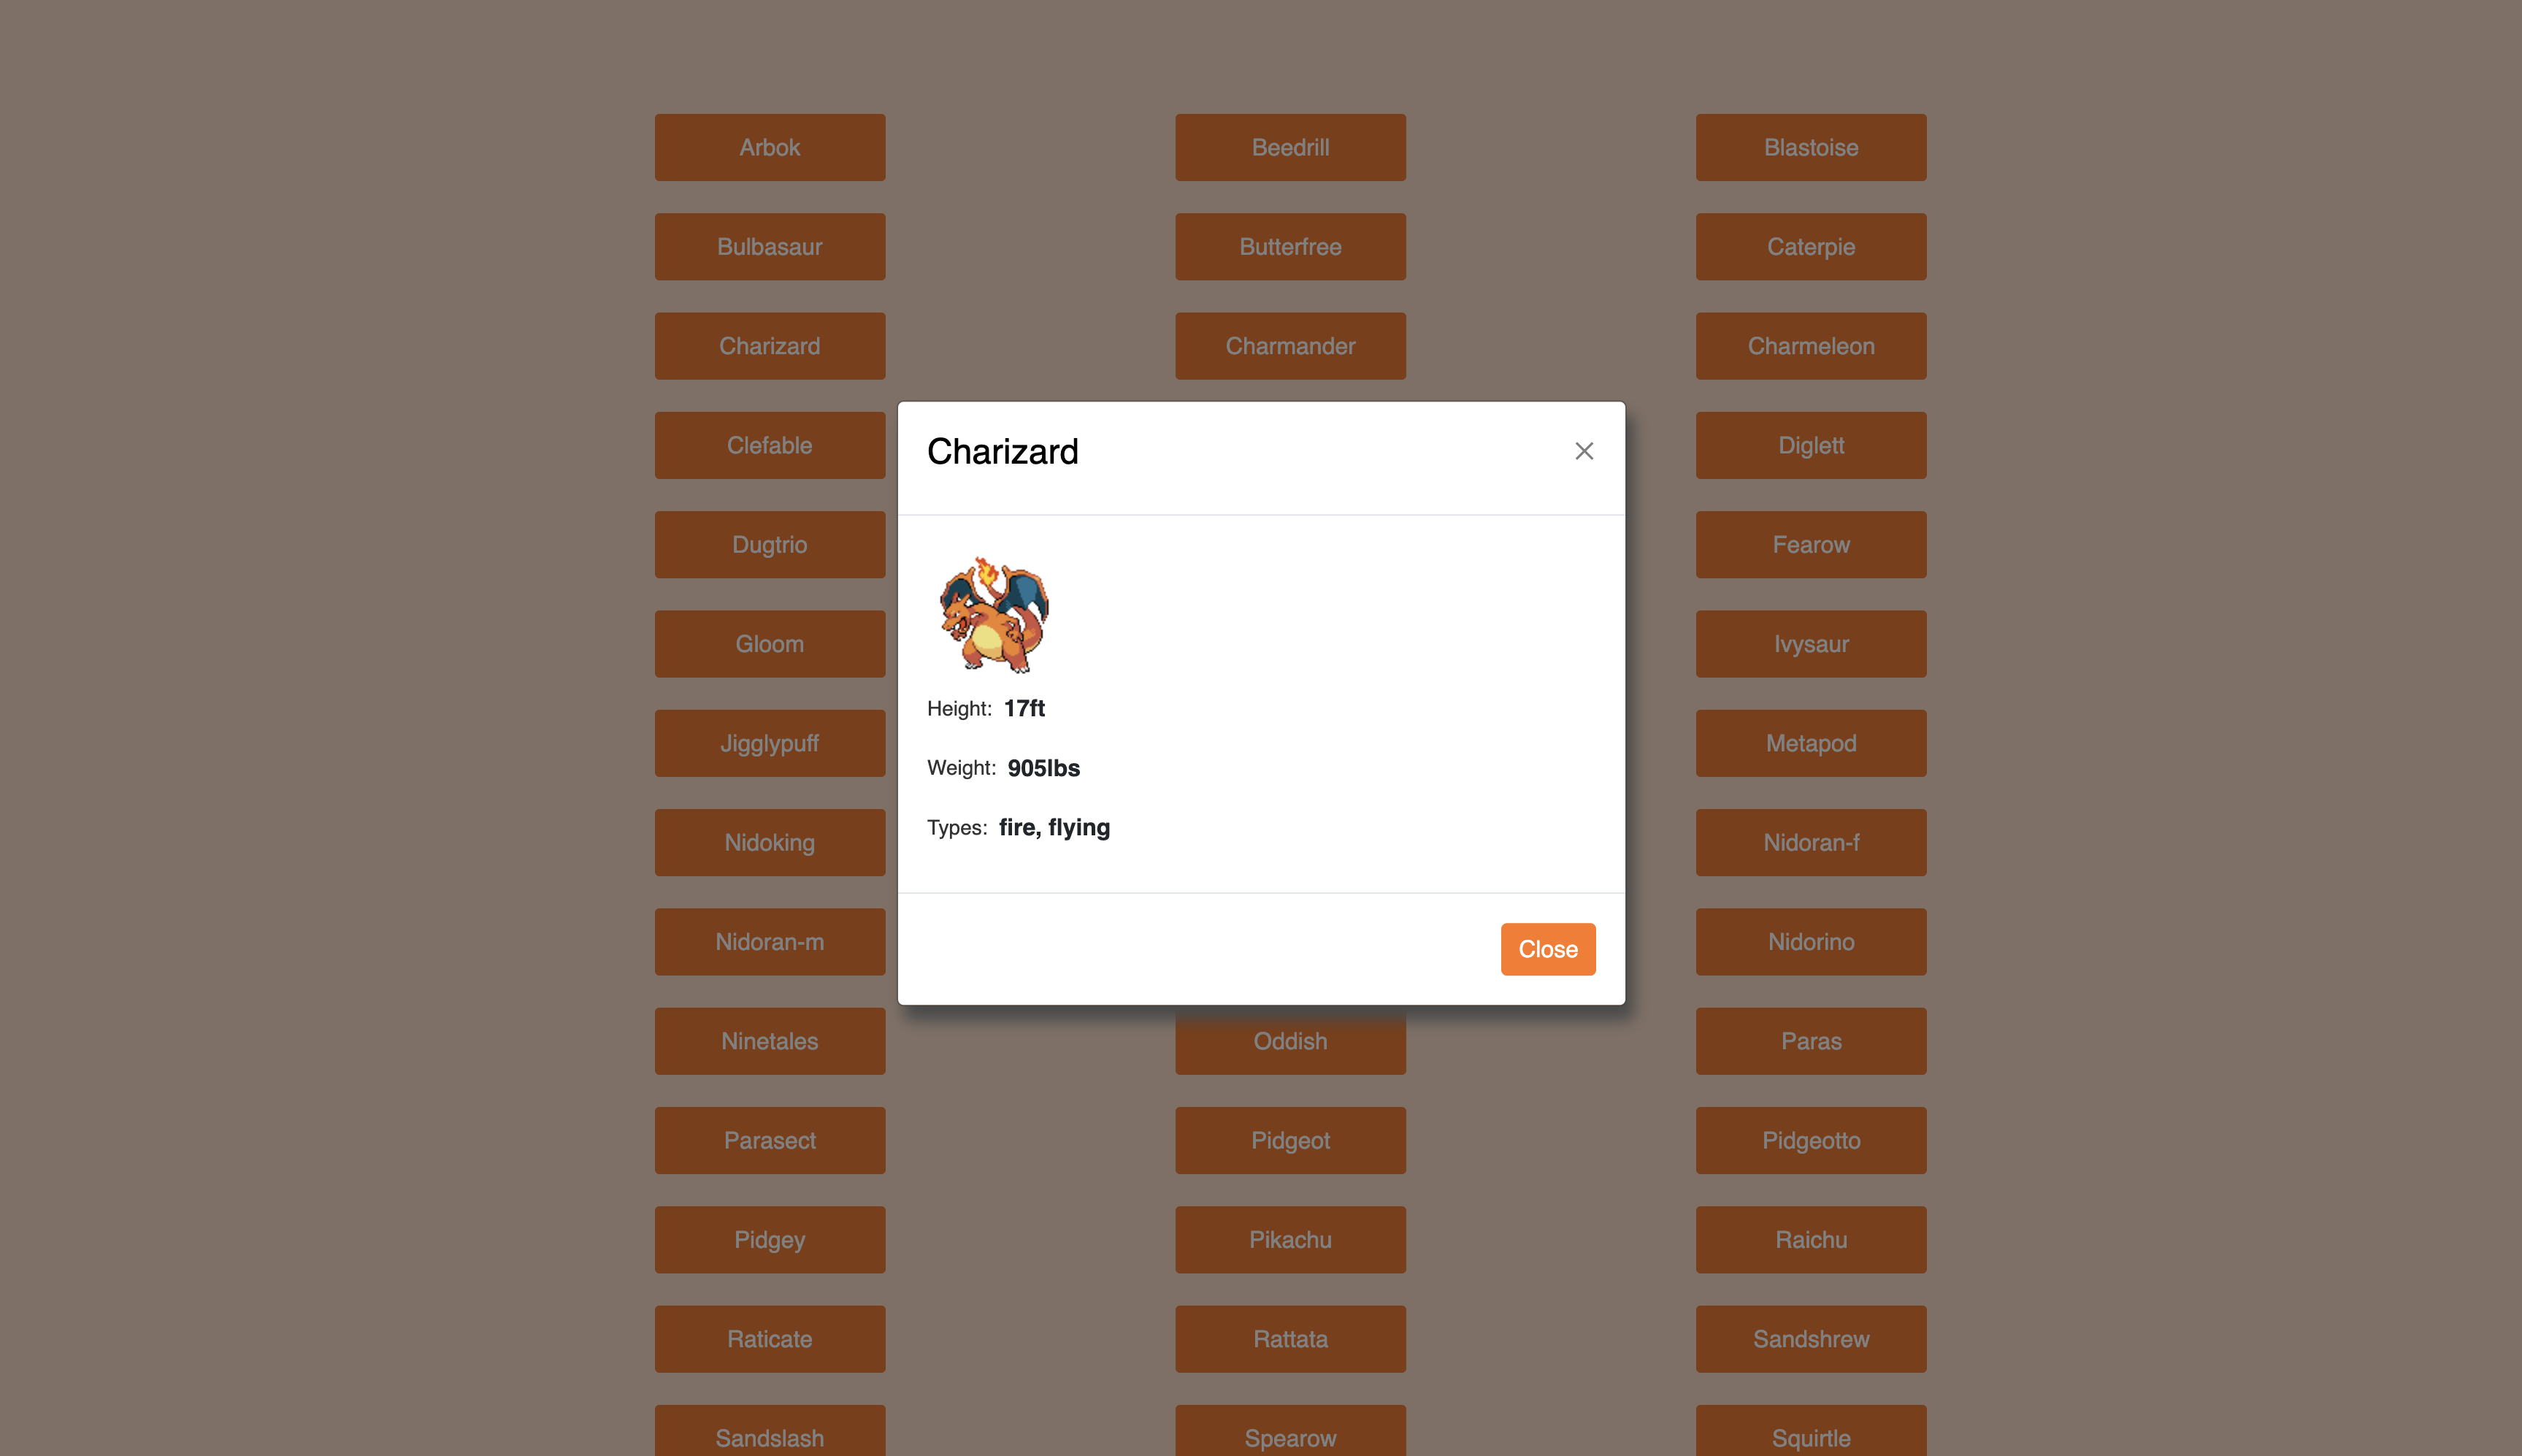 Arbok Beedrill Blastoise
Bulbasaur Butterfree Caterpie
Charizard Charmander Charmeleon
Clefable Diglett
Dugtrio Fearow
Gloom Ivysaur
Jigglypuff Metapod
Nidoking Nidoran-f
Nidoran-m Nidorino
Ninetales Oddish Paras
Parasect Pidgeot Pidgeotto
Pidgey Pikachu Raichu
Raticate Rattata Sandshrew
Sandslash Spearow Squirtle
Charizard
Height: 17ft
Weight: 905lbs
Types: fire, flying
Close